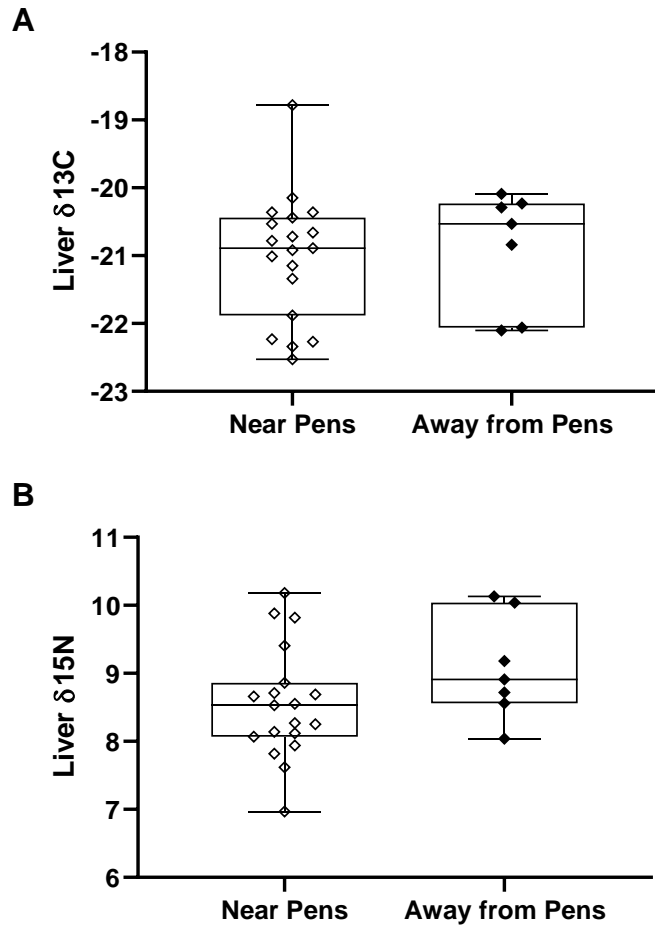 A
-18
-19
-20
-21
-22
-23
Liver δ13C
Near Pens Away from Pens
B
11
10
9
8
7
6
Liver δ15N
Near Pens Away from Pens